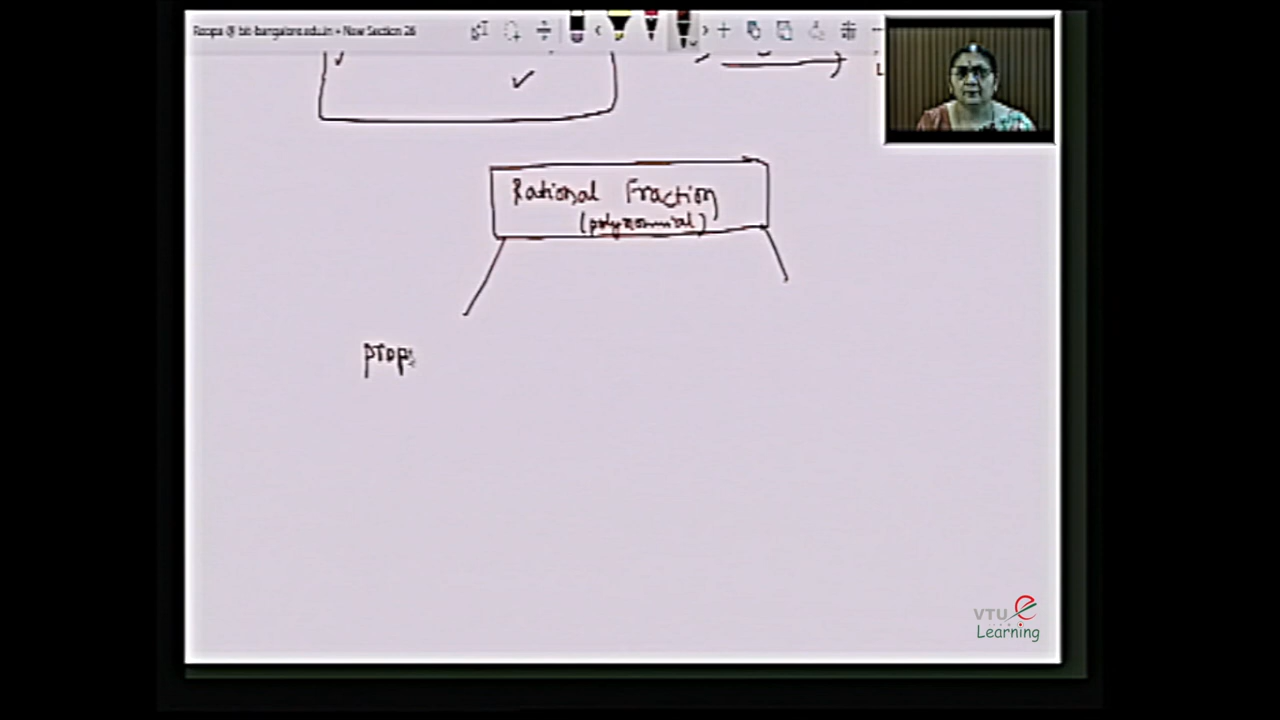 Roopa @ bit-bangalore.edu.in • New Section 26
Rational Fraction
(polynomial)
prop
VTU e
Learning